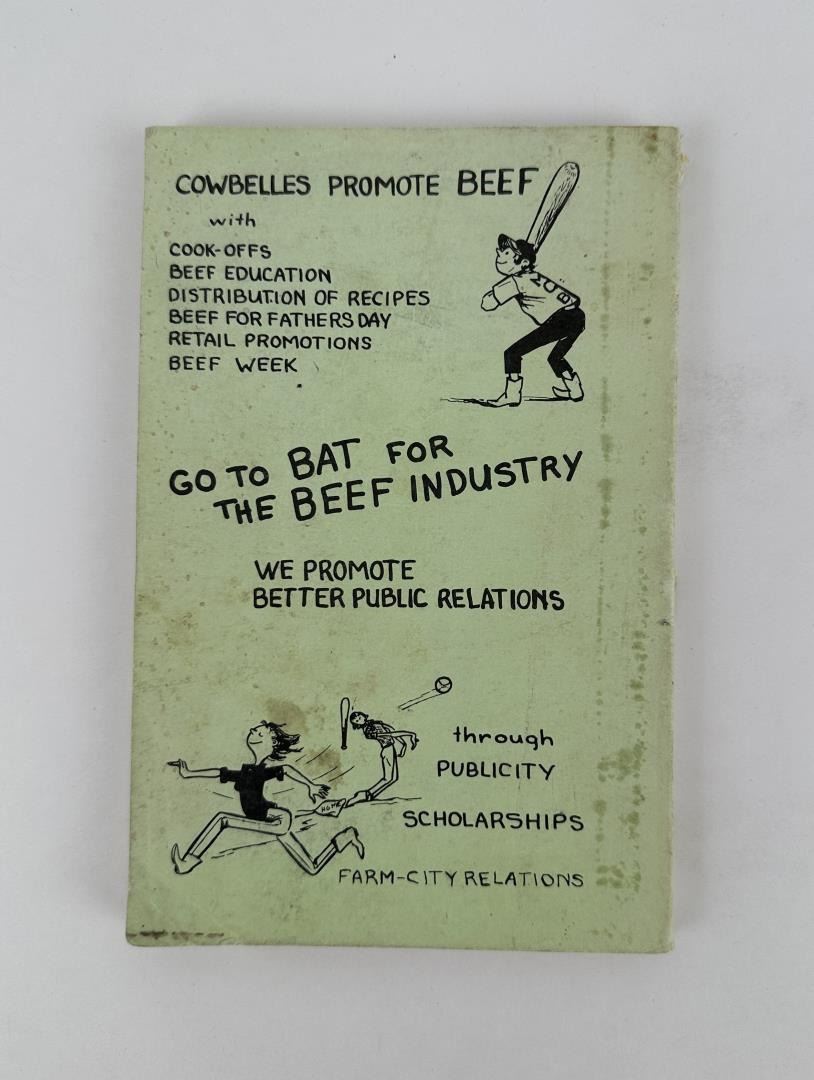 COWBELLES PROMOTE BEEF
with
COOK-OFFS
BEEF EDUCATION
DISTRIBUTION OF RECIPES
BEEF FOR FATHERS DAY
RETAIL PROMOTIONS
BEEF WEEK
GO TO BAT FOR
THE BEEF INDUSTRY
WE PROMOTE
BETTER PUBLIC RELATIONS
through
PUBLICITY
HOME
SCHOLARSHIPS
FARM-CITY RELATIONS